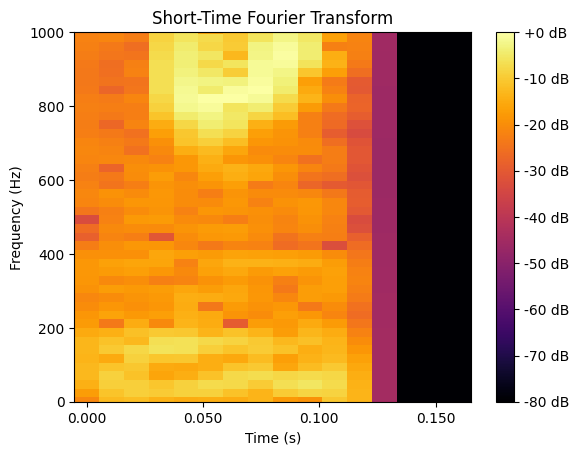 Short-Time Fourier Transform
1000
800
600
400
200
0
Frequency (Hz)
0.000
0.050
0.100
0.150
Time (s)
+0 dB
-10 dB
-20 dB
-30 dB
-40 dB
-50 dB
-60 dB
-70 dB
-80 dB